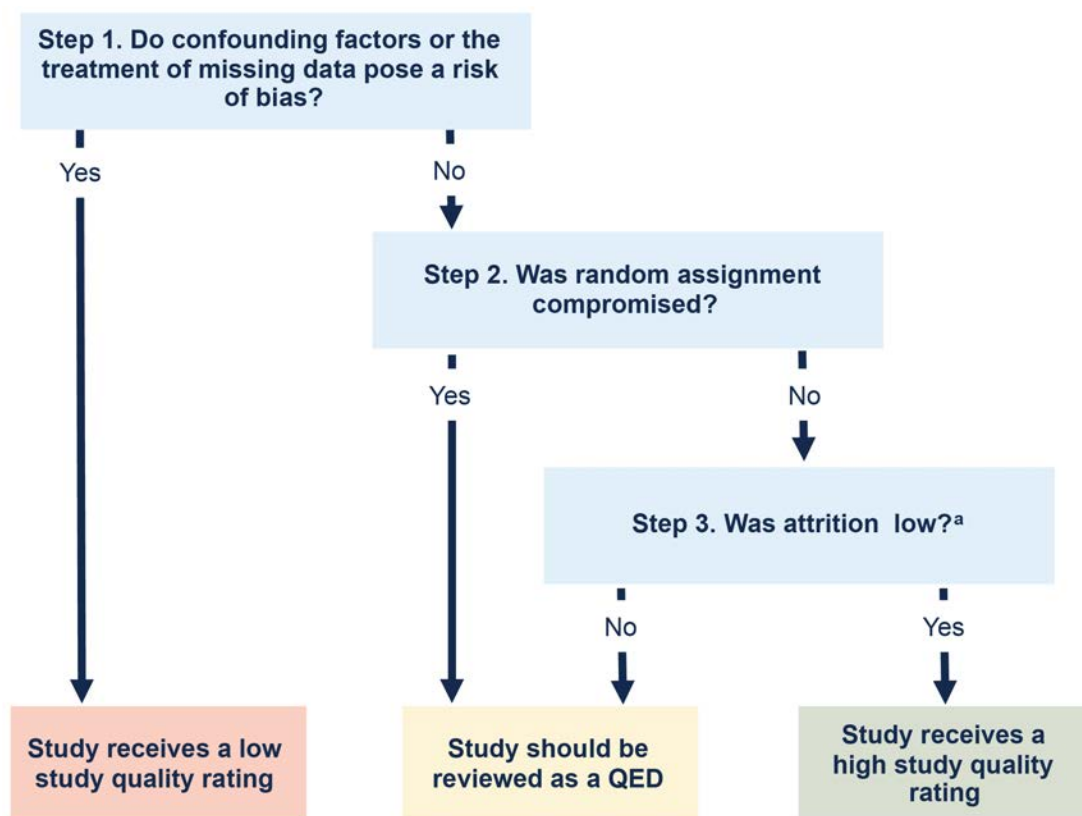 Step 1. Do confounding factors or the
treatment of missing data pose a risk
of bias?
Yes
No
Step 2. Was random assignment
compromised?
Yes
No
Step 3. Was attrition low?ᵃ
No
Yes
Study receives a low
study quality rating
Study should be
reviewed as a QED
Study receives a
high study quality
rating